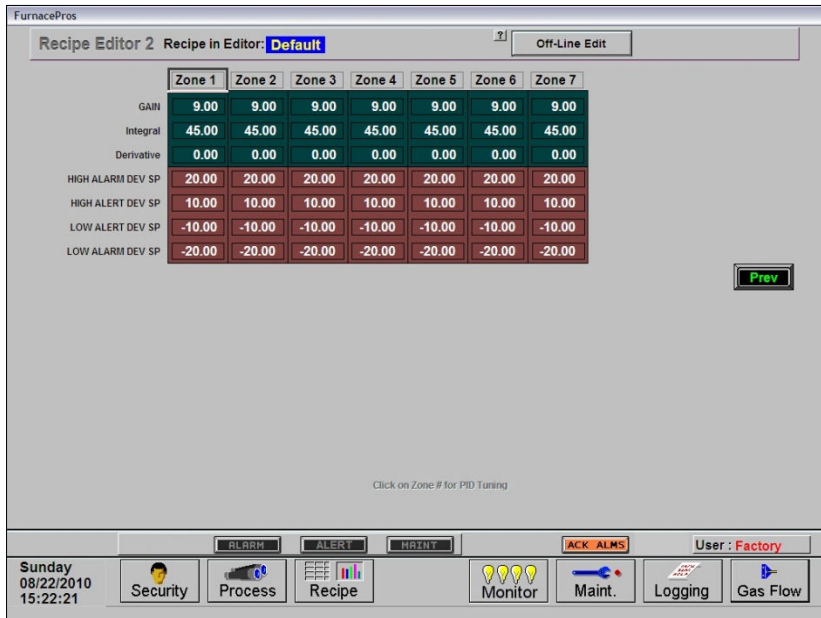 FurnacePros
Recipe Editor 2 Recipe in Editor: Default ? Off-Line Edit
Zone 1 Zone 2 Zone 3 Zone 4 Zone 5 Zone 6 Zone 7
GAIN 9.00 9.00 9.00 9.00 9.00 9.00 9.00
Integral 45.00 45.00 45.00 45.00 45.00 45.00 45.00
Derivative 0.00 0.00 0.00 0.00 0.00 0.00 0.00
HIGH ALARM DEV SP 20.00 20.00 20.00 20.00 20.00 20.00 20.00
HIGH ALERT DEV SP 10.00 10.00 10.00 10.00 10.00 10.00 10.00
LOW ALERT DEV SP -10.00 -10.00 -10.00 -10.00 -10.00 -10.00 -10.00
LOW ALARM DEV SP -20.00 -20.00 -20.00 -20.00 -20.00 -20.00 -20.00
Prev
Click on Zone # for PID Tuning
ALARM ALERT MAINT ACK ALMS User : Factory
Sunday
08/22/2010
15:22:21
Security Process Recipe Monitor Maint. Logging Gas Flow